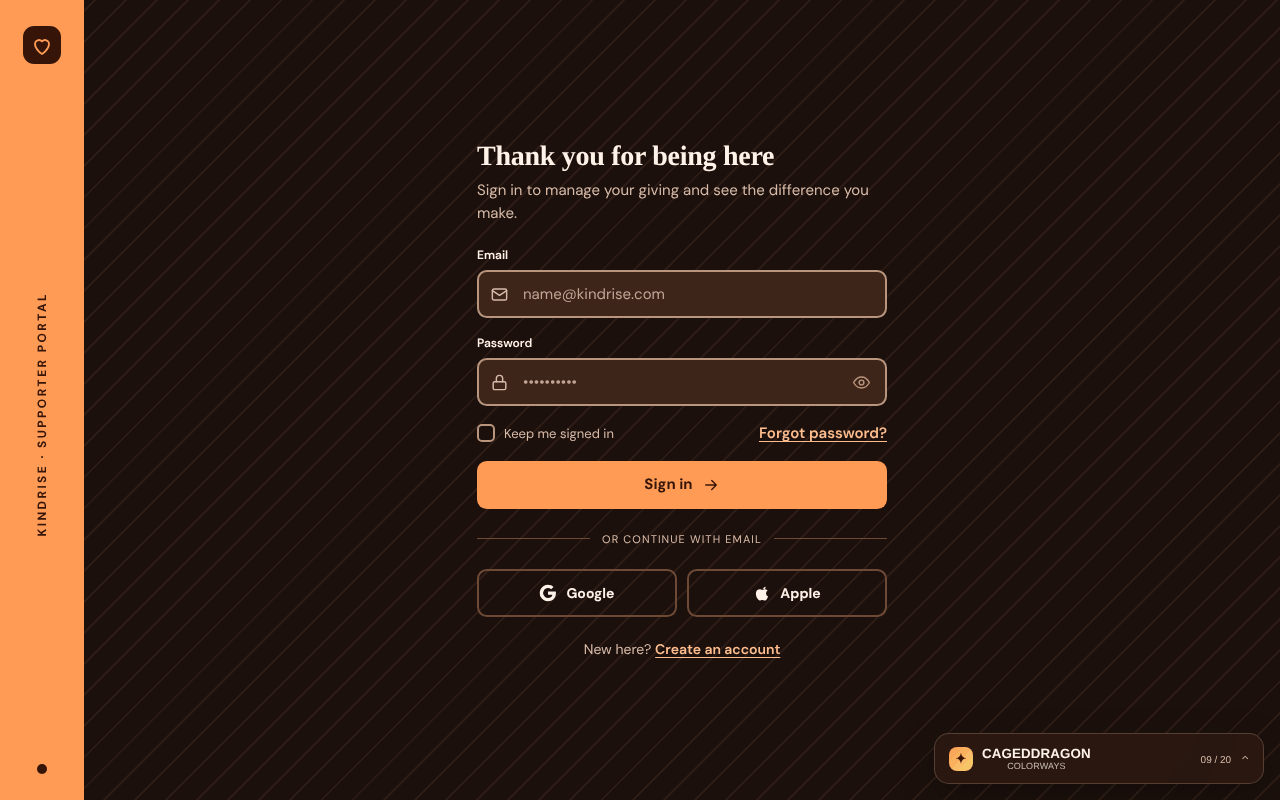 KINDRISE · SUPPORTER PORTAL
Thank you for being here
Sign in to manage your giving and see the difference you
make.
Email
name@kindrise.com
Password
••••••••••
Keep me signed in
Forgot password?
Sign in →
OR CONTINUE WITH EMAIL
Google
Apple
New here? Create an account
CAGEDDRAGON
COLORWAYS
09 / 20